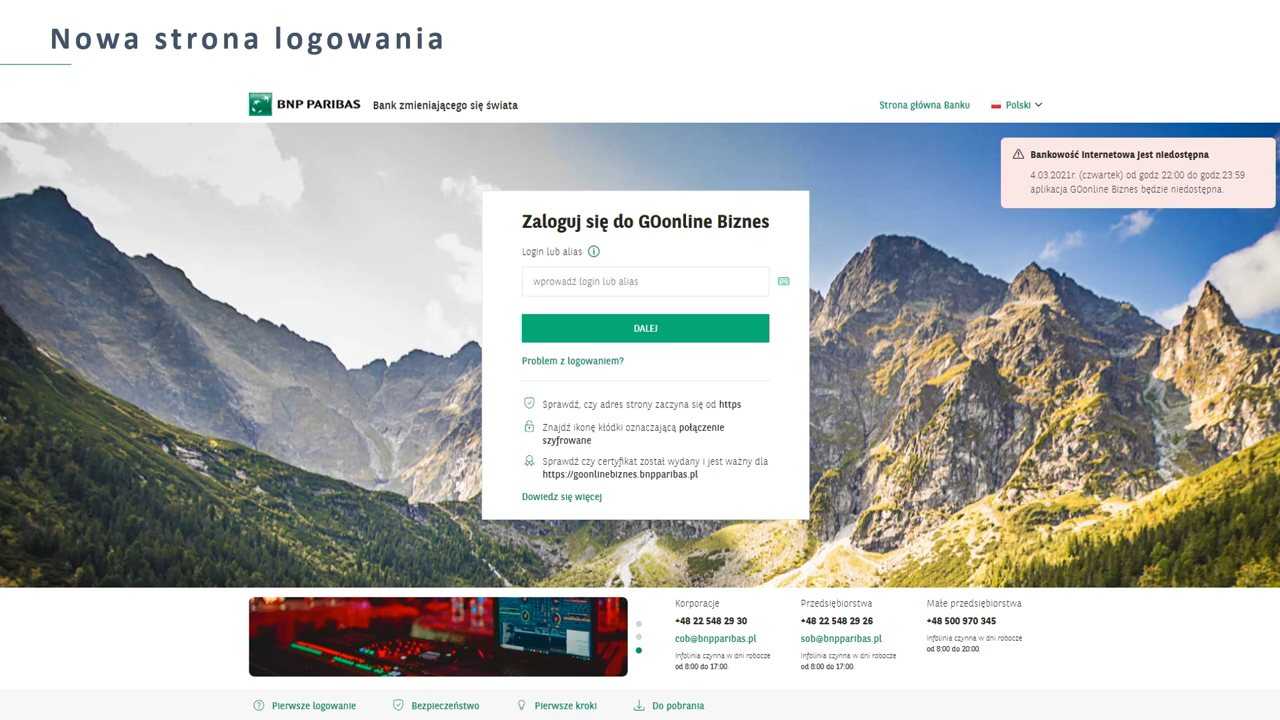 Nowa strona logowania
BNP PARIBAS Bank zmieniającego się świata
Strona główna Banku Polski
Bankowość Internetowa jest niedostępna
4.03.2021r. (czwartek) od godz 22:00 do godz.23:59
aplikacja GOonline Biznes będzie niedostępna.
Zaloguj się do GOonline Biznes
Login lub alias
wprowadź login lub alias
DALEJ
Problem z logowaniem?
Sprawdź, czy adres strony zaczyna się od https
Znajdź ikonę kłódki oznaczającą połączenie
szyfrowane
Sprawdź czy certyfikat został wydany i jest ważny dla
https://goonlinebiznes.bnpparibas.pl
Dowiedz się więcej
Korporacje
+48 22 548 29 30
cob@bnpparibas.pl
Infolinia czynna w dni robocze
od 8:00 do 17:00.
Przedsiębiorstwa
+48 22 548 29 26
sob@bnpparibas.pl
Infolinia czynna w dni robocze
od 8:00 do 17:00.
Małe przedsiębiorstwa
+48 500 970 345
Infolinia czynna w dni robocze
od 8:00 do 20:00.
Pierwsze logowanie Bezpieczeństwo Pierwsze kroki Do pobrania